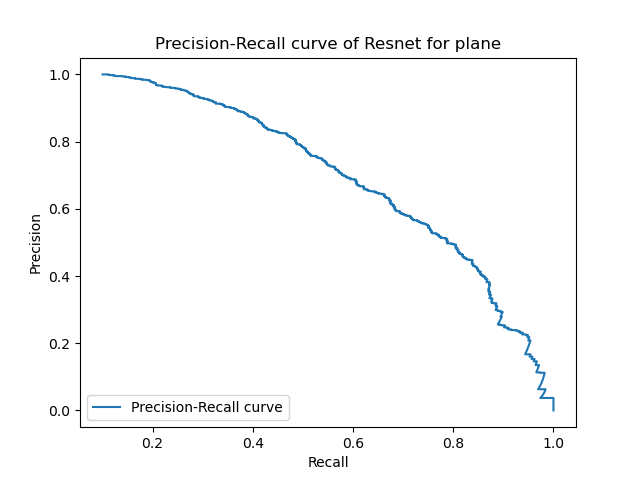 Precision-Recall curve of Resnet for plane
1.0
0.8
0.6
0.4
0.2
0.0
Precision
Precision-Recall curve
0.2 0.4 0.6 0.8 1.0
Recall